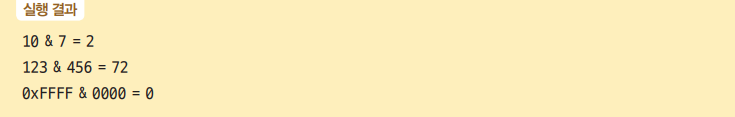 실행 결과
10 & 7 = 2
123 & 456 = 72
0xFFFF & 0000 = 0